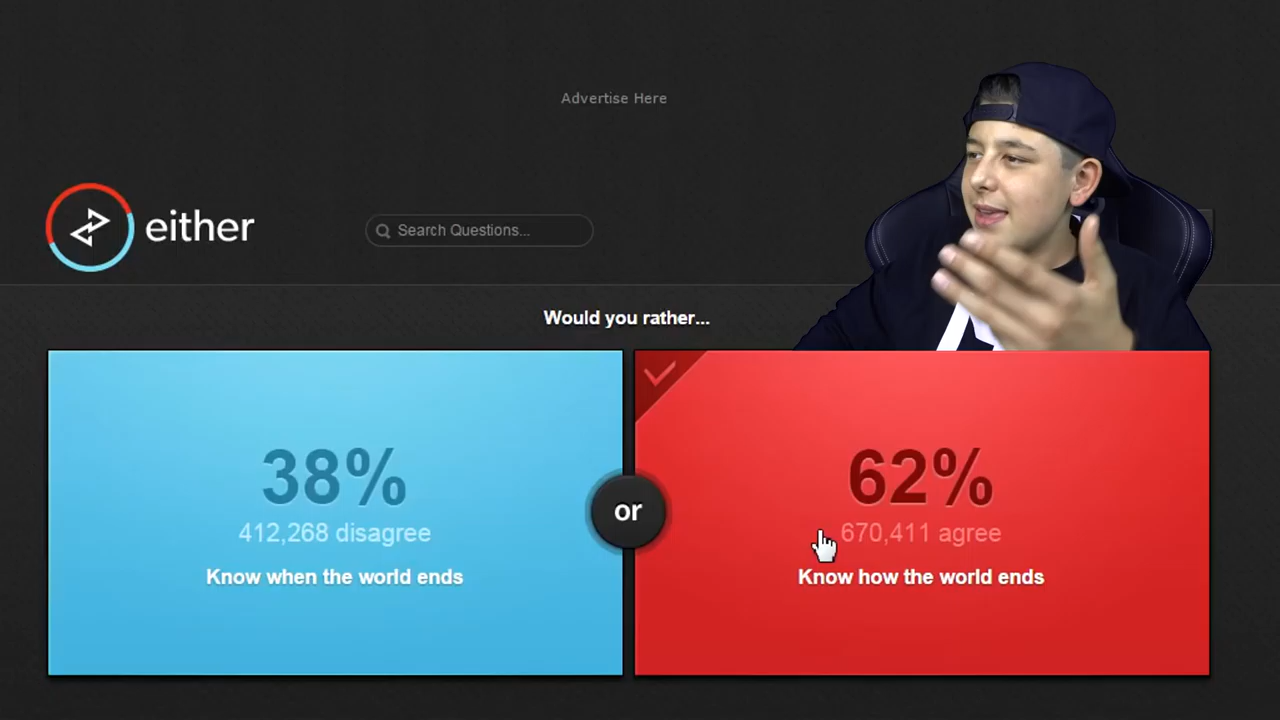 Advertise Here
either
Search Questions...
Would you rather...
38%
412,268 disagree
Know when the world ends
or
62%
670,411 agree
Know how the world ends